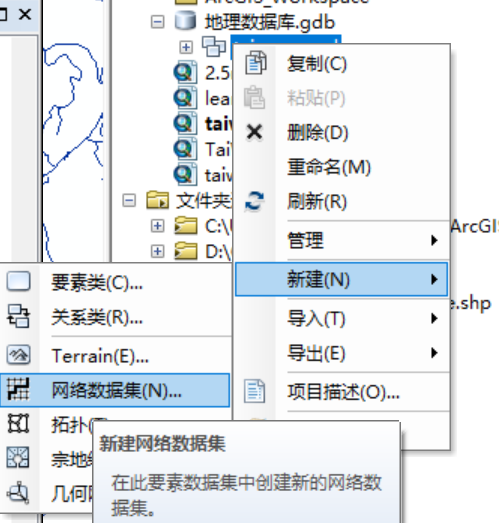 ArcGIS_Workspace
地理数据库.gdb
复制(C)
2.5
粘贴(P)
lea
删除(D)
taiv
重命名(M)
Tai
刷新(R)
taiv
文件夹
管理
C:\
ArcGIS
D:\
新建(N)
要素类(C)...
e.shp
关系类(R)...
导入(T)
Terrain(E)...
导出(E)
网络数据集(N)...
项目描述(O)...
拓扑(T)
新建网络数据集
宗地
在此要素数据集中创建新的网络数
几何
据集。